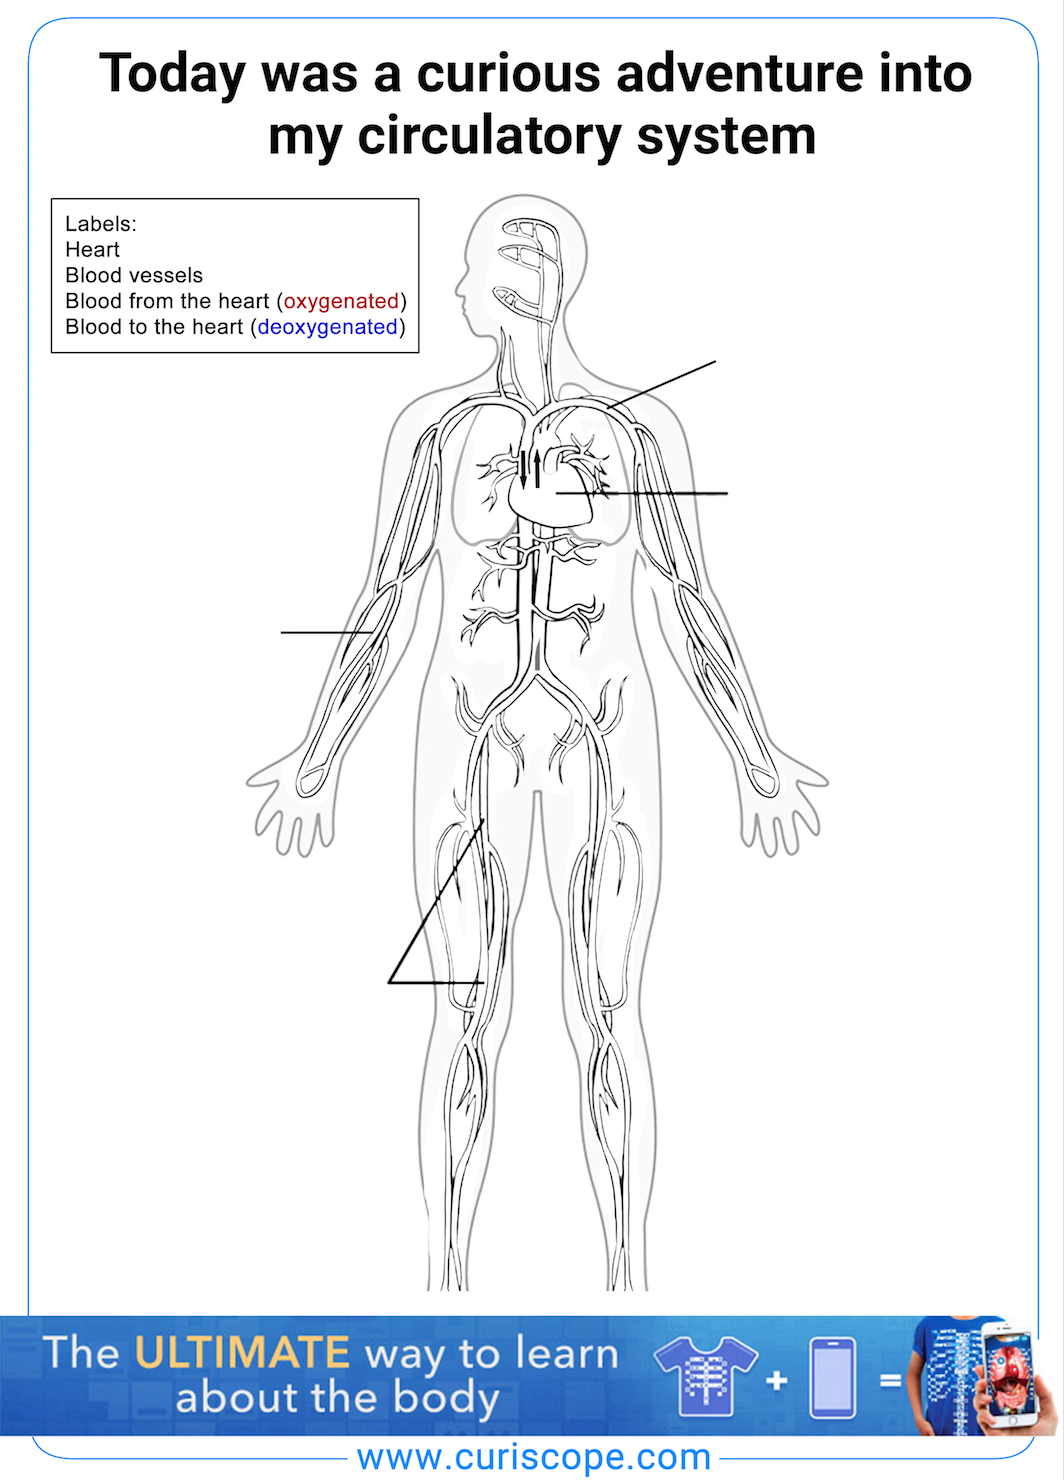 Today was a curious adventure into
my circulatory system
Labels:
Heart
Blood vessels
Blood from the heart (oxygenated)
Blood to the heart (deoxygenated)
The ULTIMATE way to learn
about the body
+
=
www.curiscope.com